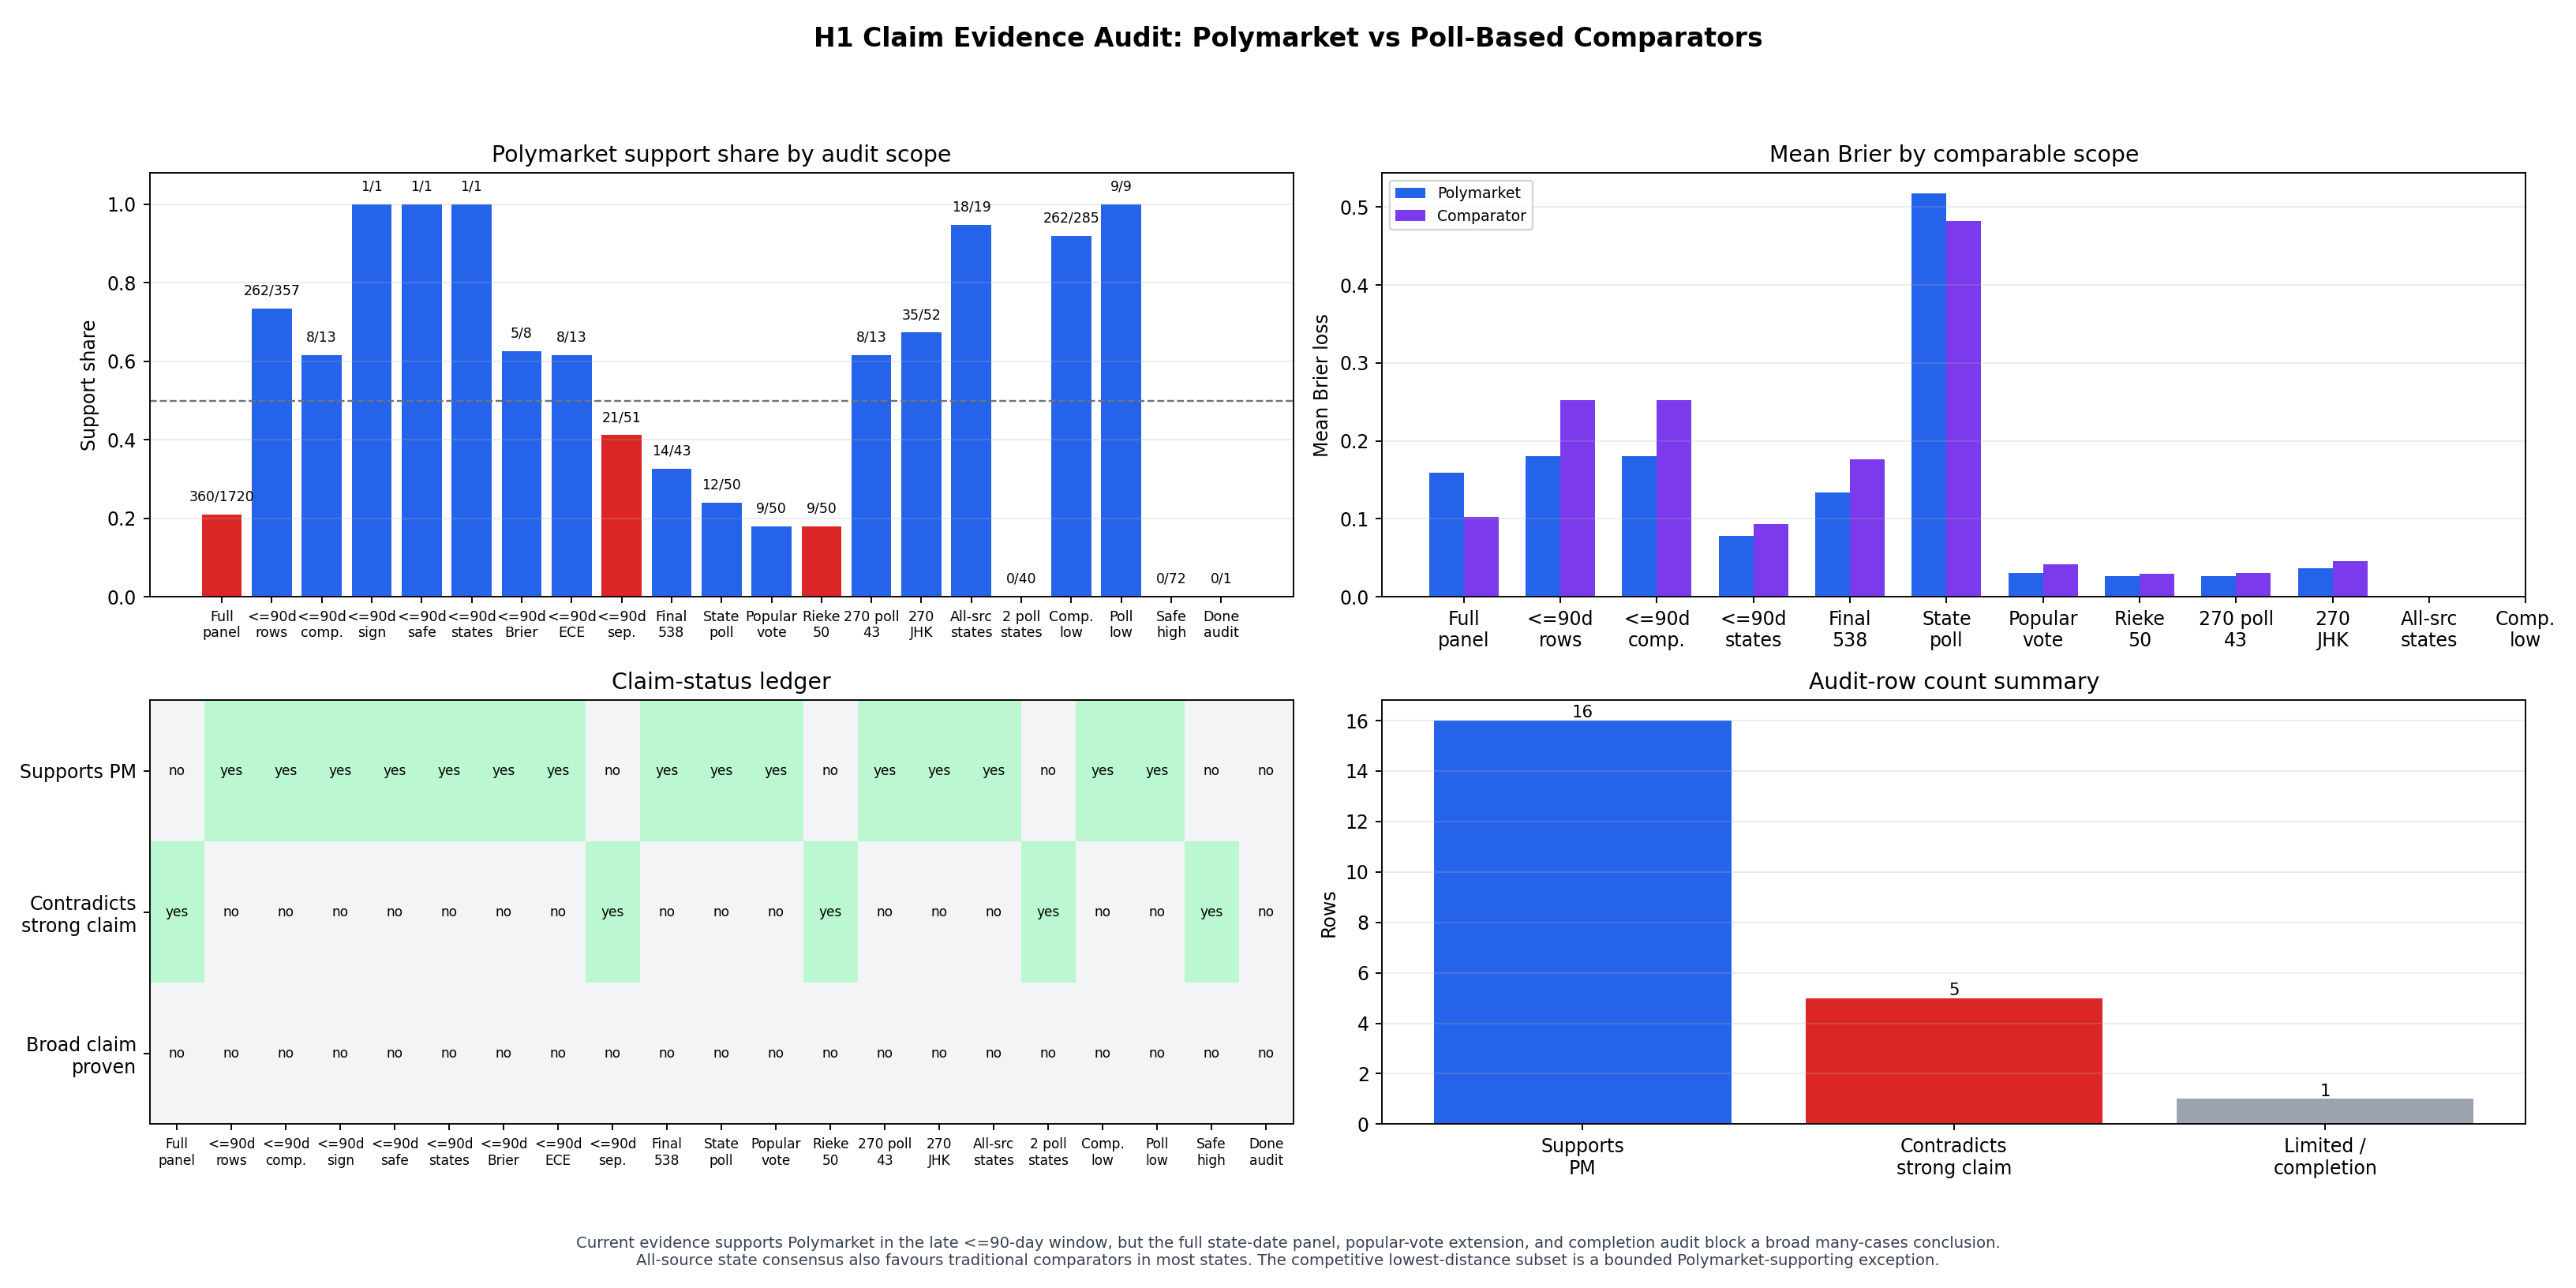 H1 Claim Evidence Audit: Polymarket vs Poll-Based Comparators
Polymarket support share by audit scope
Support share
1.0
0.8
0.6
0.4
0.2
0.0
360/1720
262/357
8/13
1/1
1/1
1/1
5/8
8/13
21/51
14/43
12/50
9/50
9/50
8/13
35/52
18/19
0/40
262/285
9/9
0/72
0/1
Full <=90d <=90d <=90d <=90d <=90d <=90d <=90d <=90d Final State Popular Rieke 270 poll 270 All-src 2 poll Comp. Poll Safe Done
panel rows comp. sign safe states Brier ECE sep. 538 poll vote 50 43 JHK states states low low high audit
Mean Brier by comparable scope
Polymarket
Comparator
Mean Brier loss
0.5
0.4
0.3
0.2
0.1
0.0
Full <=90d <=90d <=90d Final State Popular Rieke 270 poll 270 All-src Comp.
panel rows comp. states 538 poll vote 50 43 JHK states low
Claim-status ledger
Supports PM
no yes yes yes yes yes yes yes no yes yes yes no yes yes yes no yes yes no no
Contradicts
strong claim
yes no no no no no no no yes no no no yes no no no yes no no yes no
Broad claim
proven
no no no no no no no no no no no no no no no no no no no no no
Full <=90d <=90d <=90d <=90d <=90d <=90d <=90d <=90d Final State Popular Rieke 270 poll 270 All-src 2 poll Comp. Poll Safe Done
panel rows comp. sign safe states Brier ECE sep. 538 poll vote 50 43 JHK states states low low high audit
Audit-row count summary
Rows
16
14
12
10
8
6
4
2
0
16
5
1
Supports
PM
Contradicts
strong claim
Limited /
completion
Current evidence supports Polymarket in the late <=90-day window, but the full state-date panel, popular-vote extension, and completion audit block a broad many-cases conclusion.
All-source state consensus also favours traditional comparators in most states. The competitive lowest-distance subset is a bounded Polymarket-supporting exception.